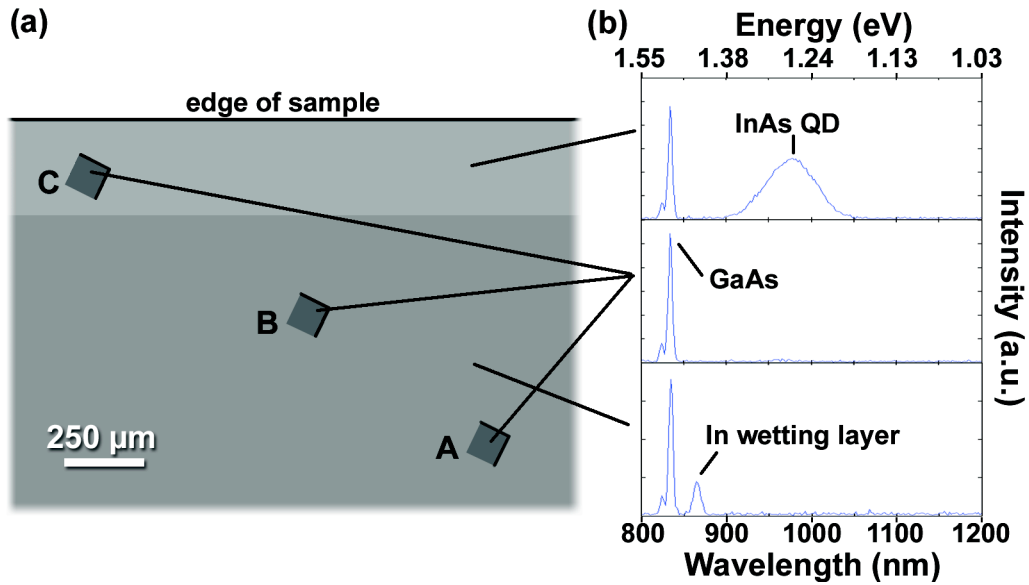 (a)
edge of sample
C
B
A
250 µm
(b)
Energy (eV)
1.55 1.38 1.24 1.13 1.03
InAs QD
GaAs
In wetting layer
Intensity (a.u.)
800 900 1000 1100 1200
Wavelength (nm)